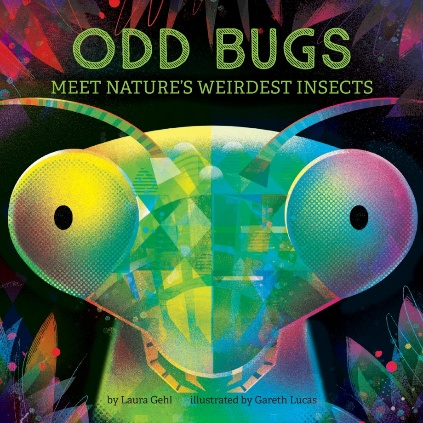 ODD BUGS
MEET NATURE'S WEIRDEST INSECTS
by Laura Gehl illustrated by Gareth Lucas